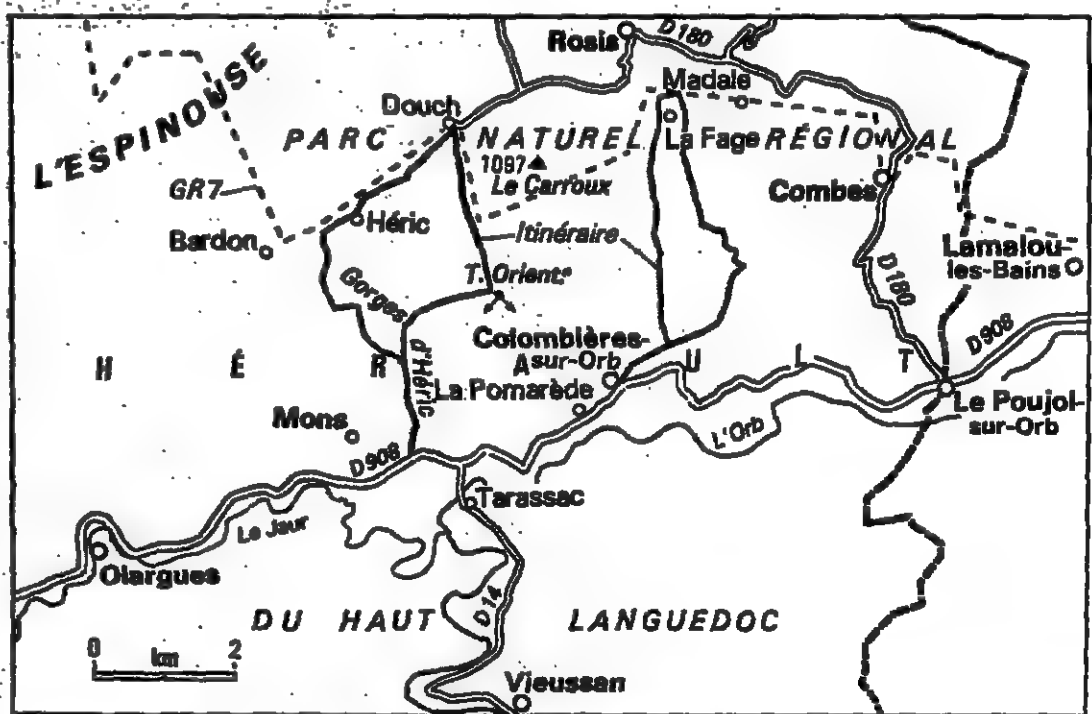 Rosis
D180
L'ESPINOUSE
Madale
Douch
PARC NATUREL RÉGIONAL
La Fage
1097
Le Carroux
GR7
Combes
Héric
Itinéraire
Bardon
Lamalou-
les-Bains
T. Orient.
Gorges
d'Héric
D180
D908
Colombières-
sur-Orb
HÉRAULT
La Pomarède
Le Poujol-
sur-Orb
L'Orb
Mons
D908
Tarassac
Le Jaur
Olargues
D14
DU HAUT LANGUEDOC
0 km 2
Vieussan